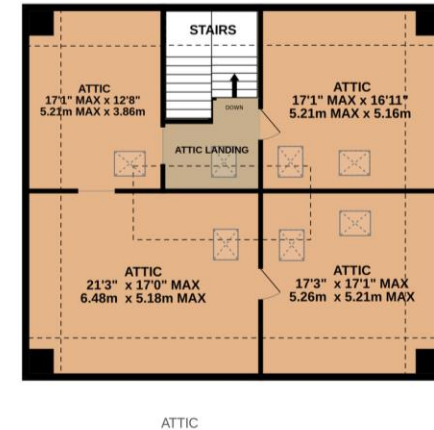 STAIRS
DOWN
ATTIC
17'1" MAX x 12'8"
5.21m MAX x 3.86m
ATTIC
17'1" MAX x 16'11"
5.21m MAX x 5.16m
ATTIC LANDING
ATTIC
21'3" x 17'0" MAX
6.48m x 5.18m MAX
ATTIC
17'3" x 17'1" MAX
5.26m x 5.21m MAX
ATTIC